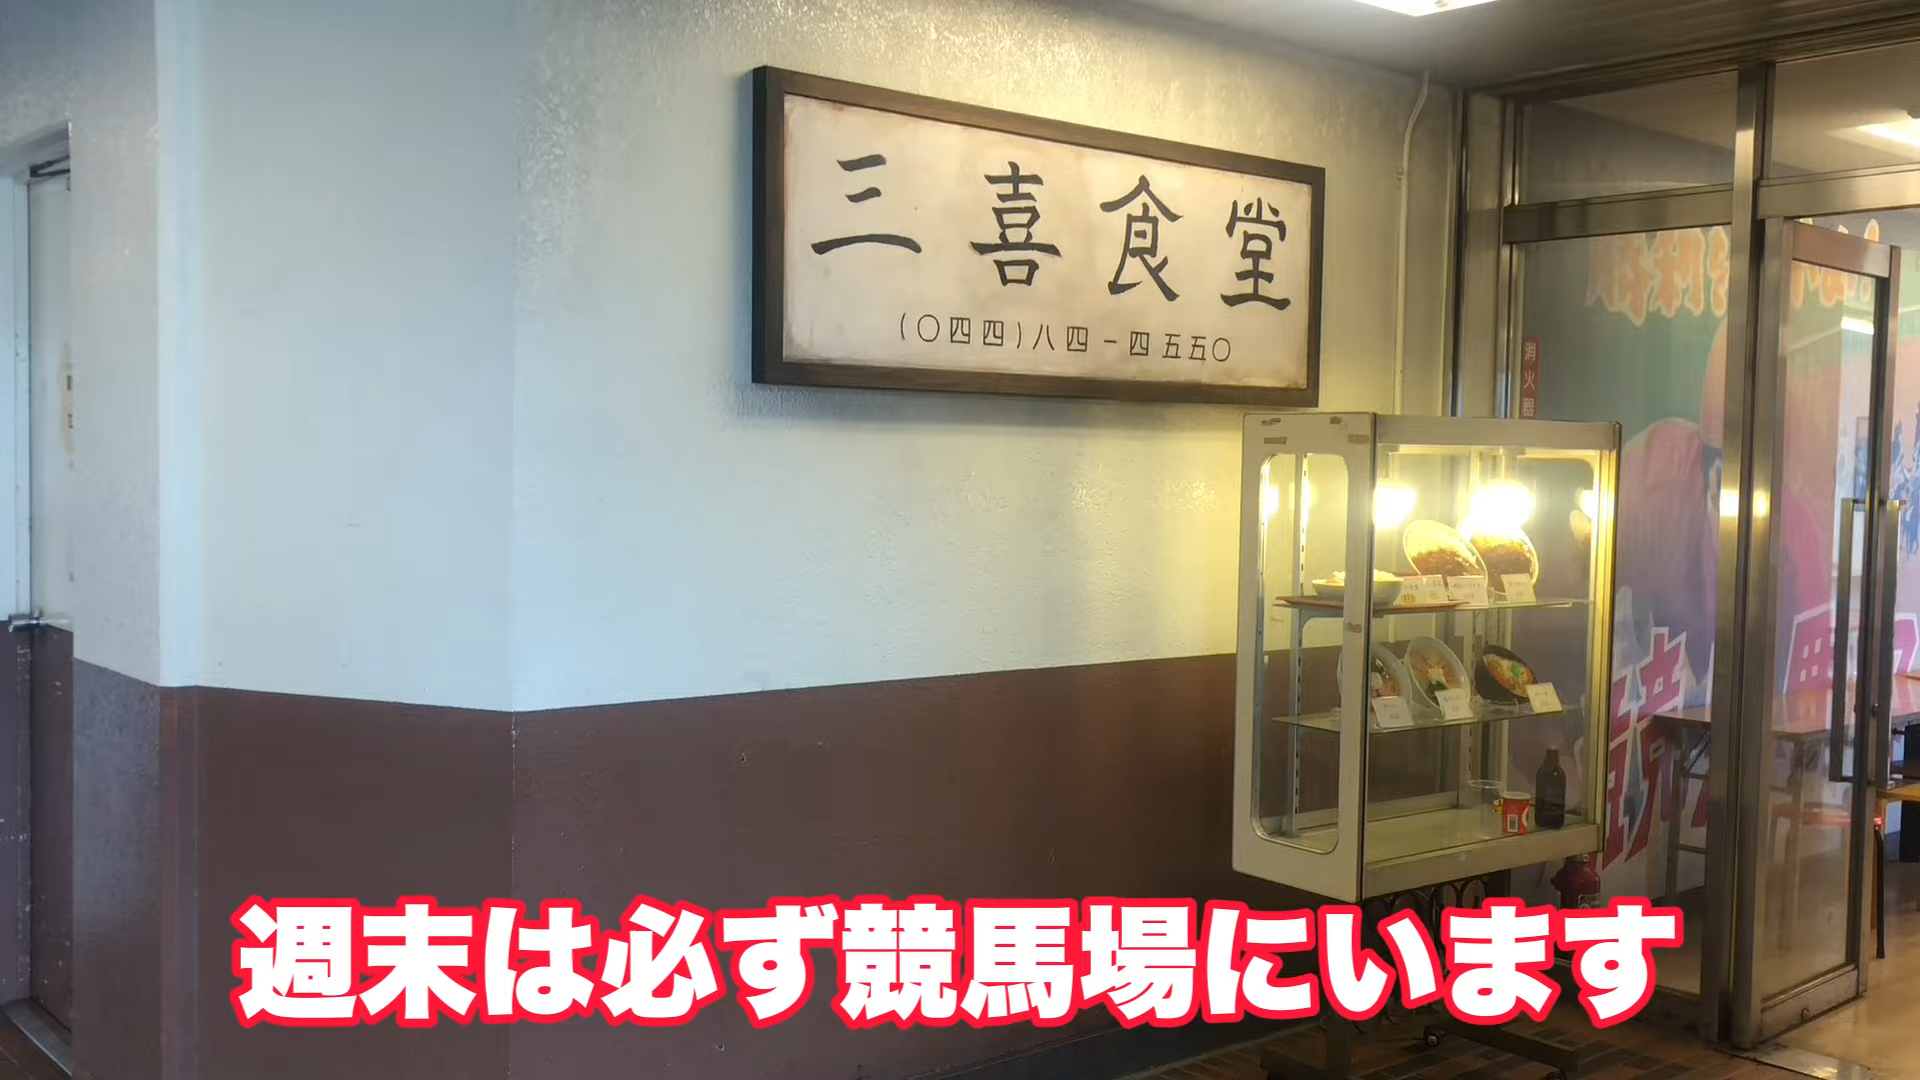 三喜食堂
(〇四四)八四-四五五〇
消火器
週末は必ず競馬場にいます